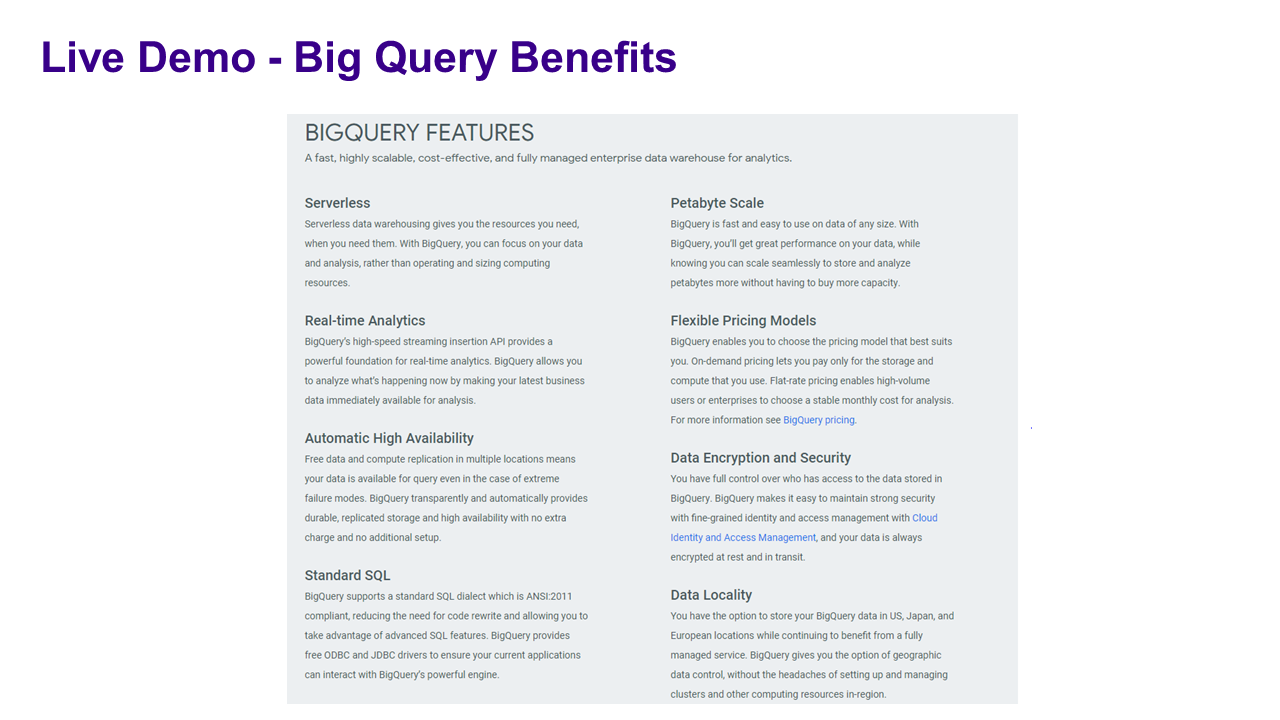 Live Demo - Big Query Benefits
BIGQUERY FEATURES
A fast, highly scalable, cost-effective, and fully managed enterprise data warehouse for analytics.
Serverless
Serverless data warehousing gives you the resources you need,
when you need them. With BigQuery, you can focus on your data
and analysis, rather than operating and sizing computing
resources.
Real-time Analytics
BigQuery's high-speed streaming insertion API provides a
powerful foundation for real-time analytics. BigQuery allows you
to analyze what's happening now by making your latest business
data immediately available for analysis.
Automatic High Availability
Free data and compute replication in multiple locations means
your data is available for query even in the case of extreme
failure modes. BigQuery transparently and automatically provides
durable, replicated storage and high availability with no extra
charge and no additional setup.
Standard SQL
BigQuery supports a standard SQL dialect which is ANSI:2011
compliant, reducing the need for code rewrite and allowing you to
take advantage of advanced SQL features. BigQuery provides
free ODBC and JDBC drivers to ensure your current applications
can interact with BigQuery's powerful engine.
Petabyte Scale
BigQuery is fast and easy to use on data of any size. With
BigQuery, you'll get great performance on your data, while
knowing you can scale seamlessly to store and analyze
petabytes more without having to buy more capacity.
Flexible Pricing Models
BigQuery enables you to choose the pricing model that best suits
you. On-demand pricing lets you pay only for the storage and
compute that you use. Flat-rate pricing enables high-volume
users or enterprises to choose a stable monthly cost for analysis.
For more information see BigQuery pricing.
Data Encryption and Security
You have full control over who has access to the data stored in
BigQuery. BigQuery makes it easy to maintain strong security
with fine-grained identity and access management with Cloud
Identity and Access Management, and your data is always
encrypted at rest and in transit.
Data Locality
You have the option to store your BigQuery data in US, Japan, and
European locations while continuing to benefit from a fully
managed service. BigQuery gives you the option of geographic
data control, without the headaches of setting up and managing
clusters and other computing resources in-region.
.